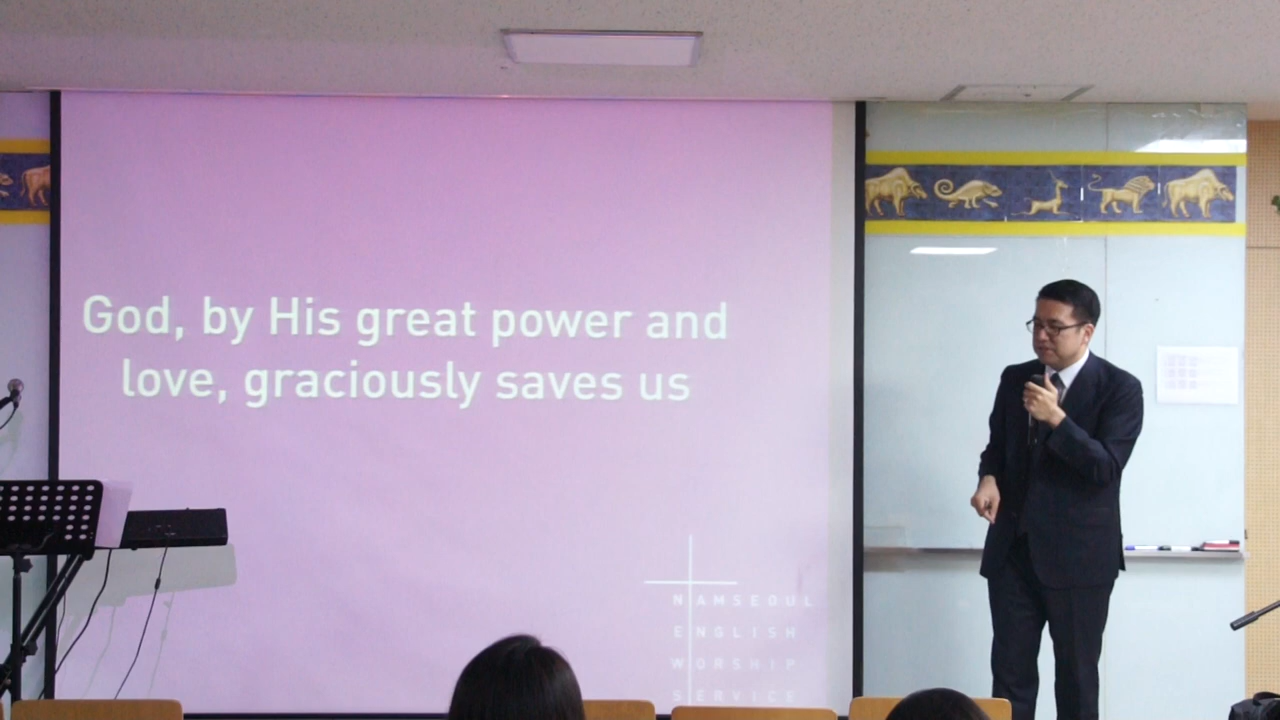 God, by His great power and
love, graciously saves us
NAMSEOUL
ENGLISH
WORSHIP
SERVICE